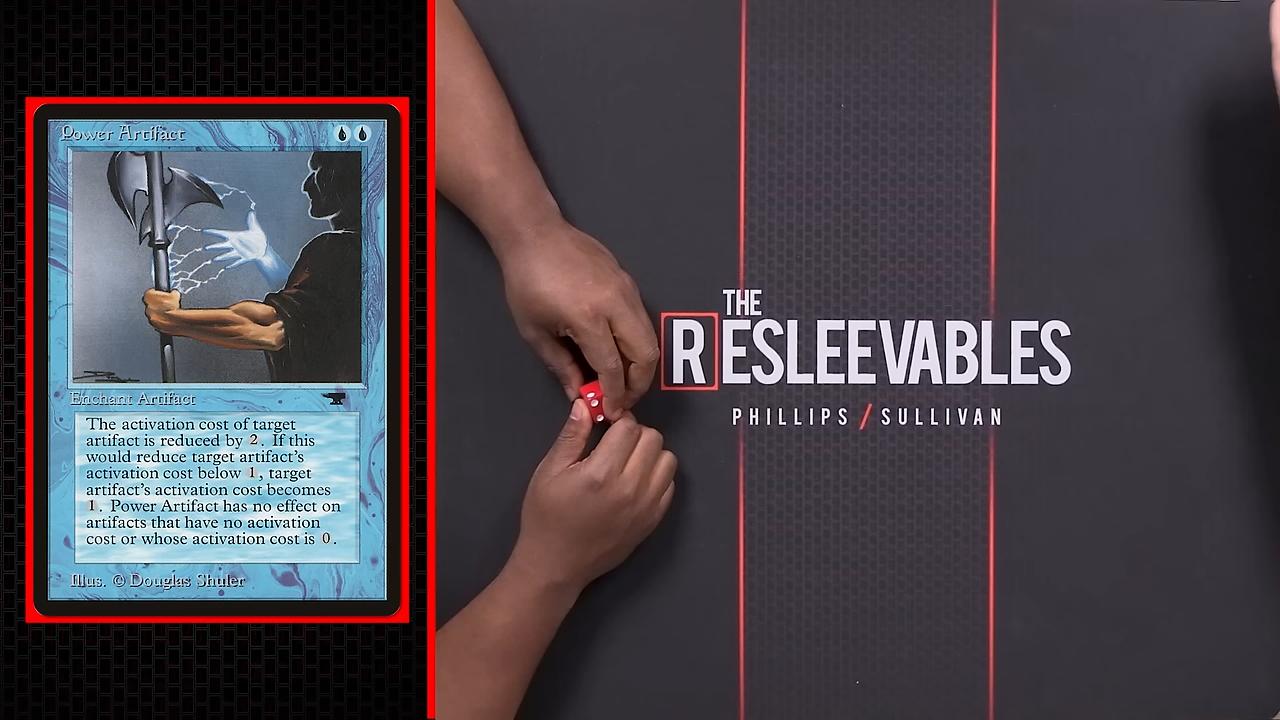 Power Artifact
Enchant Artifact
The activation cost of target
artifact is reduced by 2. If this
would reduce target artifact's
activation cost below 1, target
artifact's activation cost becomes
1. Power Artifact has no effect on
artifacts that have no activation
cost or whose activation cost is 0.
Illus. © Douglas Shuler
THE
RESLEEVABLES
PHILLIPS / SULLIVAN